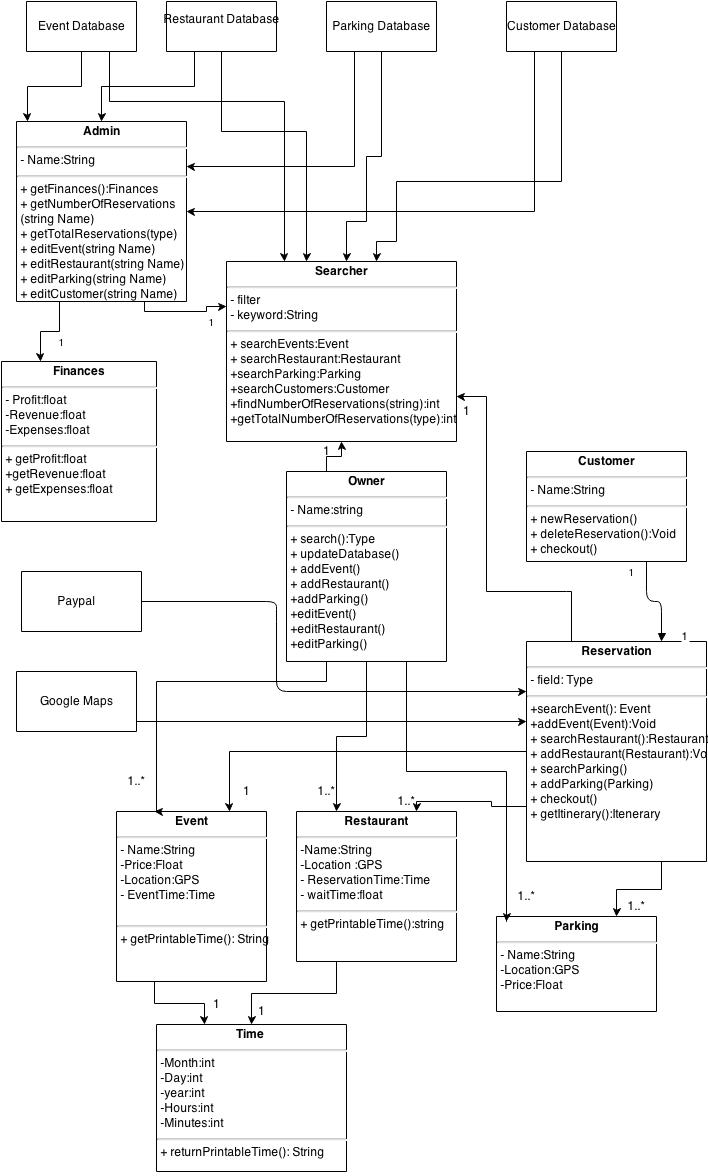 Event Database
Restaurant Database
Parking Database
Customer Database
Admin
- Name:String
+ getFinances():Finances
+ getNumberOfReservations
(string Name)
+ getTotalReservations(type)
+ editEvent(string Name)
+ editRestaurant(string Name)
+ editParking(string Name)
+ editCustomer(string Name)
1
1
Searcher
- filter
- keyword:String
+ searchEvents:Event
+ searchRestaurant:Restaurant
+searchParking:Parking
+searchCustomers:Customer
+findNumberOfReservations(string):int
+getTotalNumberOfReservations(type):int
1
1
Finances
- Profit:float
-Revenue:float
-Expenses:float
+ getProfit:float
+getRevenue:float
+ getExpenses:float
Owner
- Name:string
+ search():Type
+ updateDatabase()
+ addEvent()
+ addRestaurant()
+addParking()
+editEvent()
+editRestaurant()
+editParking()
Customer
- Name:String
+ newReservation()
+ deleteReservation():Void
+ checkout()
1
1
Paypal
Google Maps
Reservation
- field: Type
+searchEvent(): Event
+addEvent(Event):Void
+ searchRestaurant():Restaurant
+ addRestaurant(Restaurant):Vo
+ searchParking()
+ addParking(Parking)
+ checkout()
+ getItinerary():Itenerary
1..*
1
1..*
1..*
1..*
1..*
Event
- Name:String
-Price:Float
-Location:GPS
- EventTime:Time
+ getPrintableTime(): String
Restaurant
-Name:String
-Location :GPS
- ReservationTime:Time
- waitTime:float
+ getPrintableTime():string
Parking
- Name:String
-Location:GPS
-Price:Float
1
1
Time
-Month:int
-Day:int
-year:int
-Hours:int
-Minutes:int
+ returnPrintableTime(): String